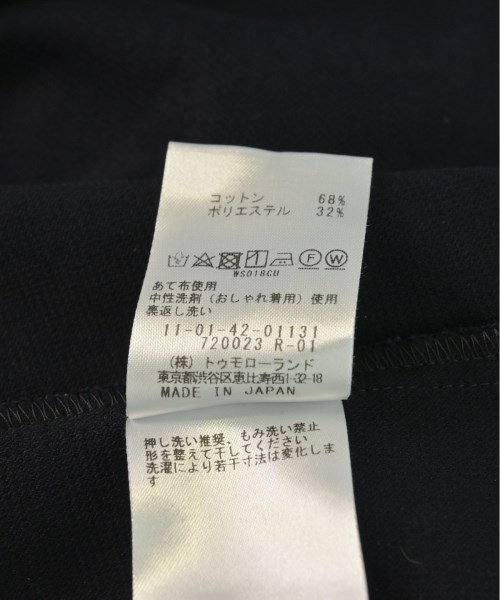 コットン 68%
ポリエステル 32%
F W
WS018CU
あて布使用
中性洗剤（おしゃれ着用）使用
裏返し洗い
11-01-42-01131
720023 R-01
（株）トゥモローランド
東京都渋谷区恵比寿西1-32-18
MADE IN JAPAN
押し洗い推奨、もみ洗い禁止
形を整えて干してください
洗濯により若干寸法は変化しま
す